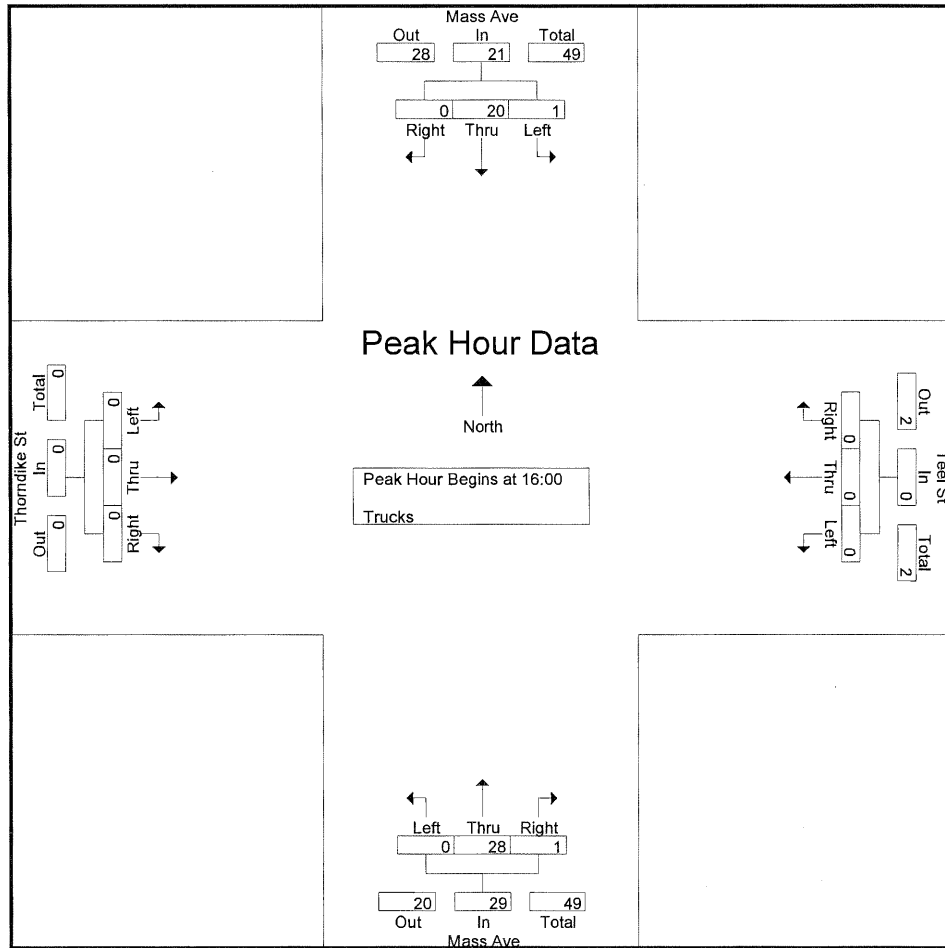 Mass Ave
Out In Total
28 21 49
0 20 1
Right Thru Left
Peak Hour Data
North
Peak Hour Begins at 16:00
Trucks
Thorndike St
Total In Out
0 0 0
0 0 0
Left Thru Right
Right Thru Left
0 0 0
Out In Total
2 0 2
Teel St
Left Thru Right
0 28 1
20 29 49
Out In Total
Mass Ave